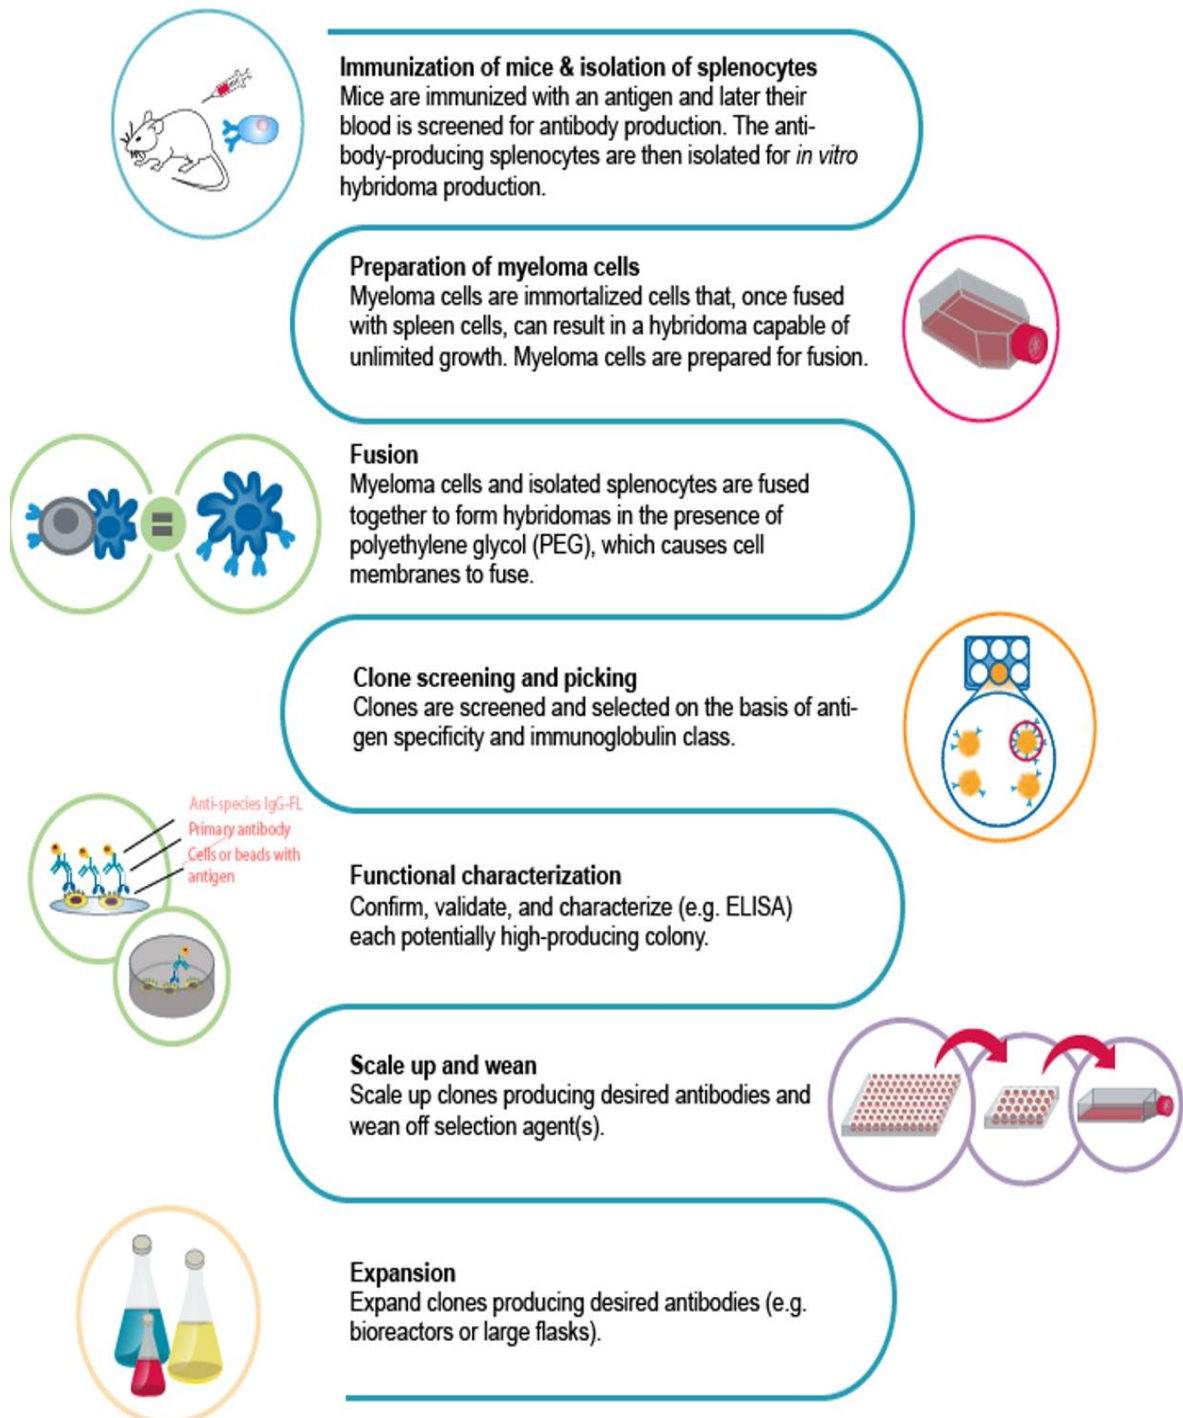 Immunization of mice & isolation of splenocytes
Mice are immunized with an antigen and later their
blood is screened for antibody production. The anti-
body-producing splenocytes are then isolated for in vitro
hybridoma production.
Preparation of myeloma cells
Myeloma cells are immortalized cells that, once fused
with spleen cells, can result in a hybridoma capable of
unlimited growth. Myeloma cells are prepared for fusion.
Fusion
Myeloma cells and isolated splenocytes are fused
together to form hybridomas in the presence of
polyethylene glycol (PEG), which causes cell
membranes to fuse.
Clone screening and picking
Clones are screened and selected on the basis of anti-
gen specificity and immunoglobulin class.
Anti-species IgG-FL
Primary antibody
Cells or beads with
antigen
Functional characterization
Confirm, validate, and characterize (e.g. ELISA)
each potentially high-producing colony.
Scale up and wean
Scale up clones producing desired antibodies and
wean off selection agent(s).
Expansion
Expand clones producing desired antibodies (e.g.
bioreactors or large flasks).